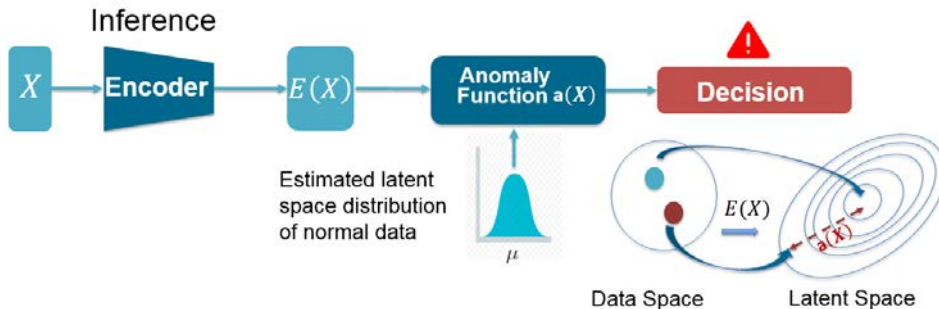 Inference
X
Encoder
E(X)
Anomaly
Function a(X)
!
Decision
Estimated latent
space distribution
of normal data
μ
E(X)
a(X)
Data Space
Latent Space